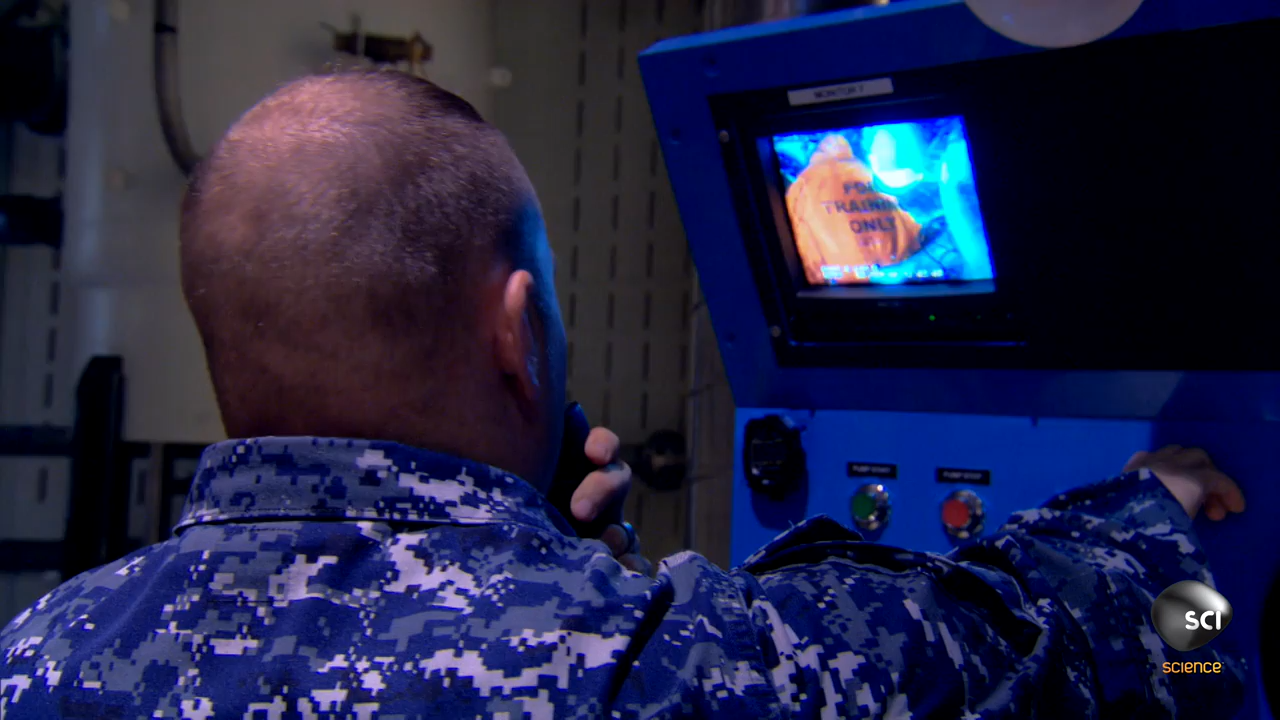 MONITOR 7
FOR
TRAINING
ONLY
PUMP START
PUMP STOP
SCI
science